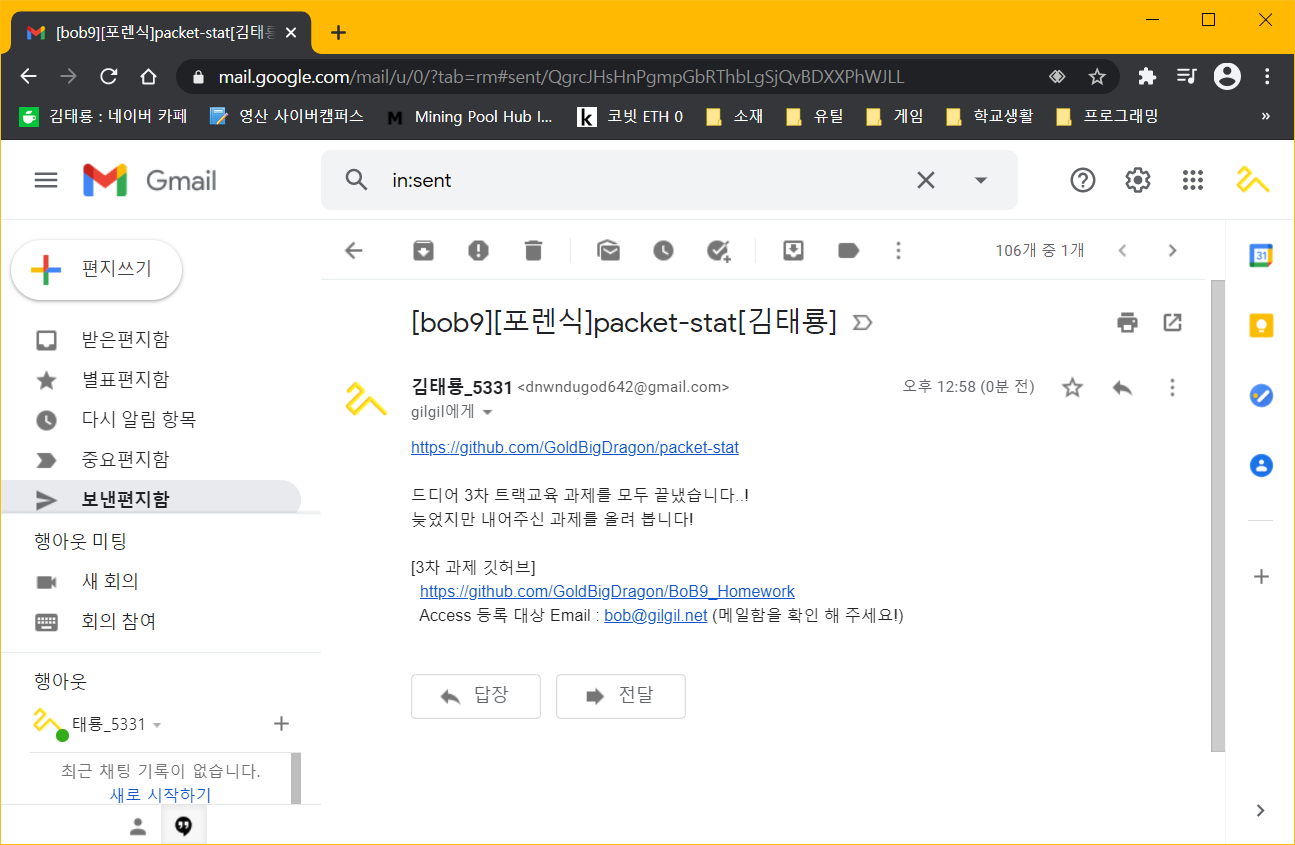 [bob9][포렌식]packet-stat[김태룡
mail.google.com/mail/u/0/?tab=rm#sent/QgrcJHsHnPgmpGbRThbLgSjQvBDXXPhWJLL
김태룡 : 네이버 카페 영산 사이버캠퍼스 M Mining Pool Hub I... k 코빗 ETH 0 소재 유틸 게임 학교생활 프로그래밍 »
Gmail
in:sent
편지쓰기
106개 중 1개
31
받은편지함
별표편지함
다시 알림 항목
중요편지함
보낸편지함
행아웃 미팅
새 회의
회의 참여
행아웃
태룡_5331
최근 채팅 기록이 없습니다.
새로 시작하기
[bob9][포렌식]packet-stat[김태룡]
김태룡_5331 <dnwndugod642@gmail.com> 오후 12:58 (0분 전)
gilgil에게
https://github.com/GoldBigDragon/packet-stat
드디어 3차 트랙교육 과제를 모두 끝냈습니다..!
늦었지만 내어주신 과제를 올려 봅니다!
[3차 과제 깃허브]
https://github.com/GoldBigDragon/BoB9_Homework
Access 등록 대상 Email : bob@gilgil.net (메일함을 확인 해 주세요!)
답장 전달